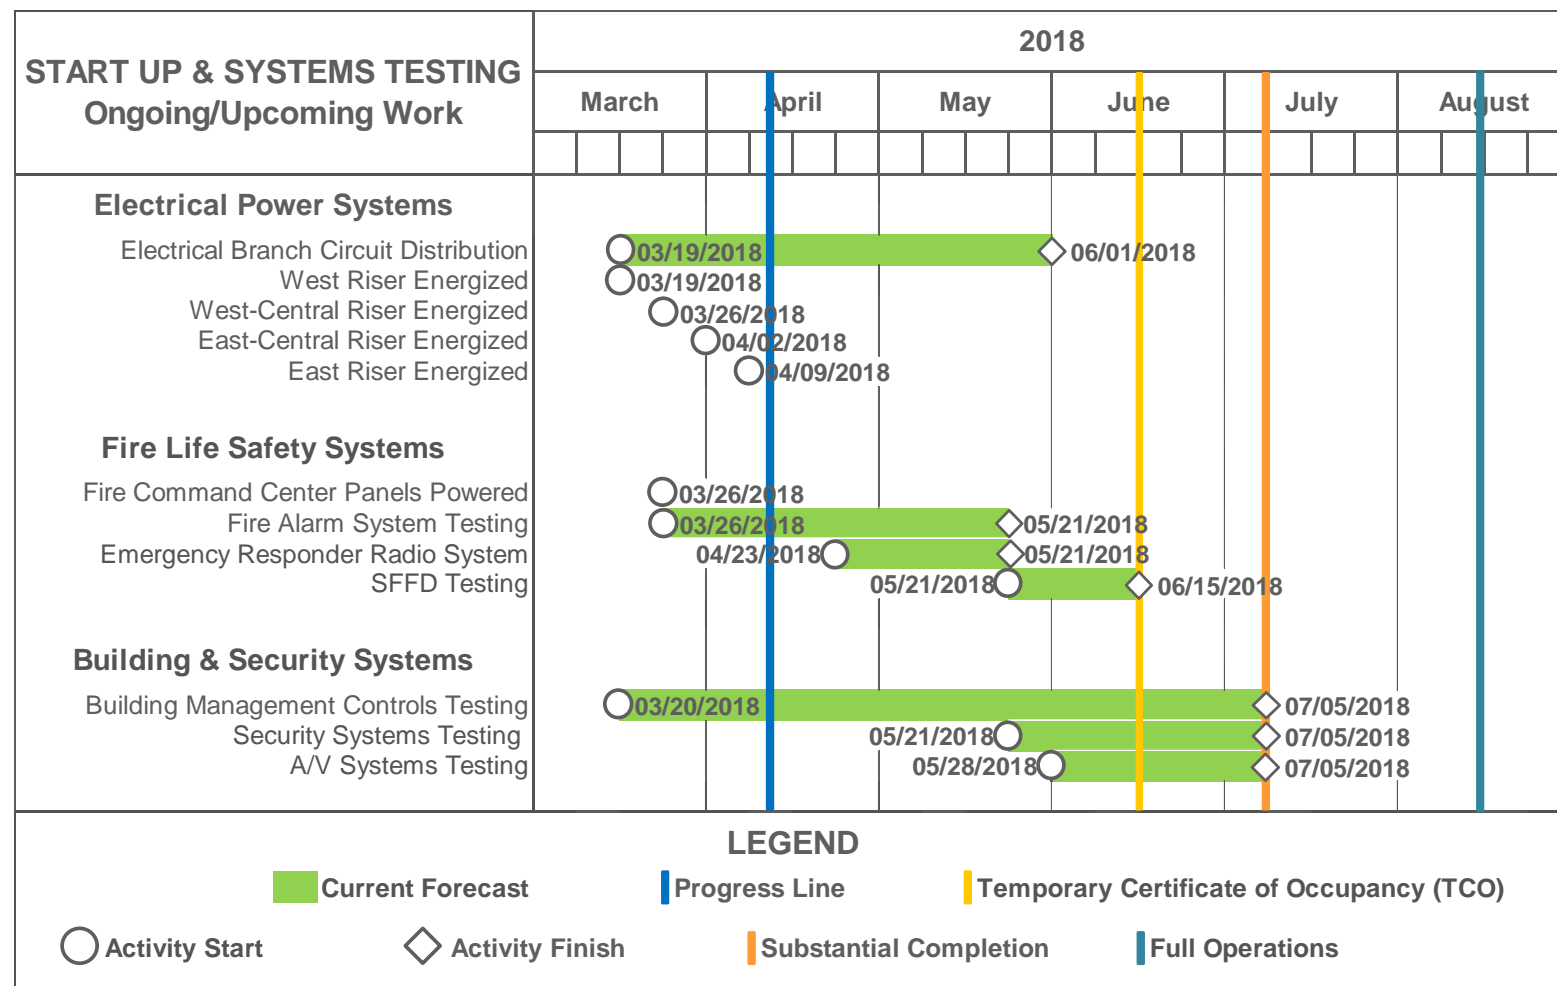 START UP & SYSTEMS TESTING
Ongoing/Upcoming Work
2018
March April May June July August
Electrical Power Systems
Electrical Branch Circuit Distribution 03/19/2018 06/01/2018
West Riser Energized 03/19/2018
West-Central Riser Energized 03/26/2018
East-Central Riser Energized 04/02/2018
East Riser Energized 04/09/2018
Fire Life Safety Systems
Fire Command Center Panels Powered 03/26/2018
Fire Alarm System Testing 03/26/2018 05/21/2018
Emergency Responder Radio System 04/23/2018 05/21/2018
SFFD Testing 05/21/2018 06/15/2018
Building & Security Systems
Building Management Controls Testing 03/20/2018 07/05/2018
Security Systems Testing 05/21/2018 07/05/2018
A/V Systems Testing 05/28/2018 07/05/2018
LEGEND
Current Forecast Progress Line Temporary Certificate of Occupancy (TCO)
Activity Start Activity Finish Substantial Completion Full Operations